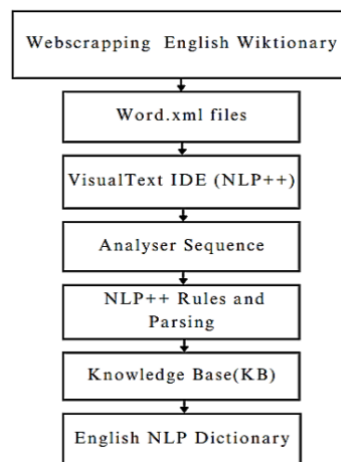 Webscrapping English Wiktionary
Word.xml files
VisualText IDE (NLP++)
Analyser Sequence
NLP++ Rules and
Parsing
Knowledge Base(KB)
English NLP Dictionary